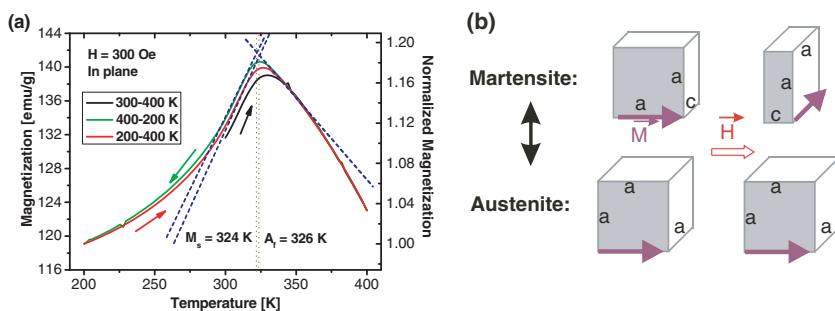 (a)
144
142
140
138
136
134
132
130
128
126
124
122
120
118
116
Magnetization [emu/g]
H = 300 Oe
In plane
300-400 K
400-200 K
200-400 K
Ms = 324 K
Af = 326 K
200
250
300
350
400
Temperature [K]
1.20
1.16
1.12
1.08
1.04
1.00
Normalized Magnetization
(b)
Martensite:
a
a
a
c
M
a
a
c
H
Austenite:
a
a
a
a
a
a